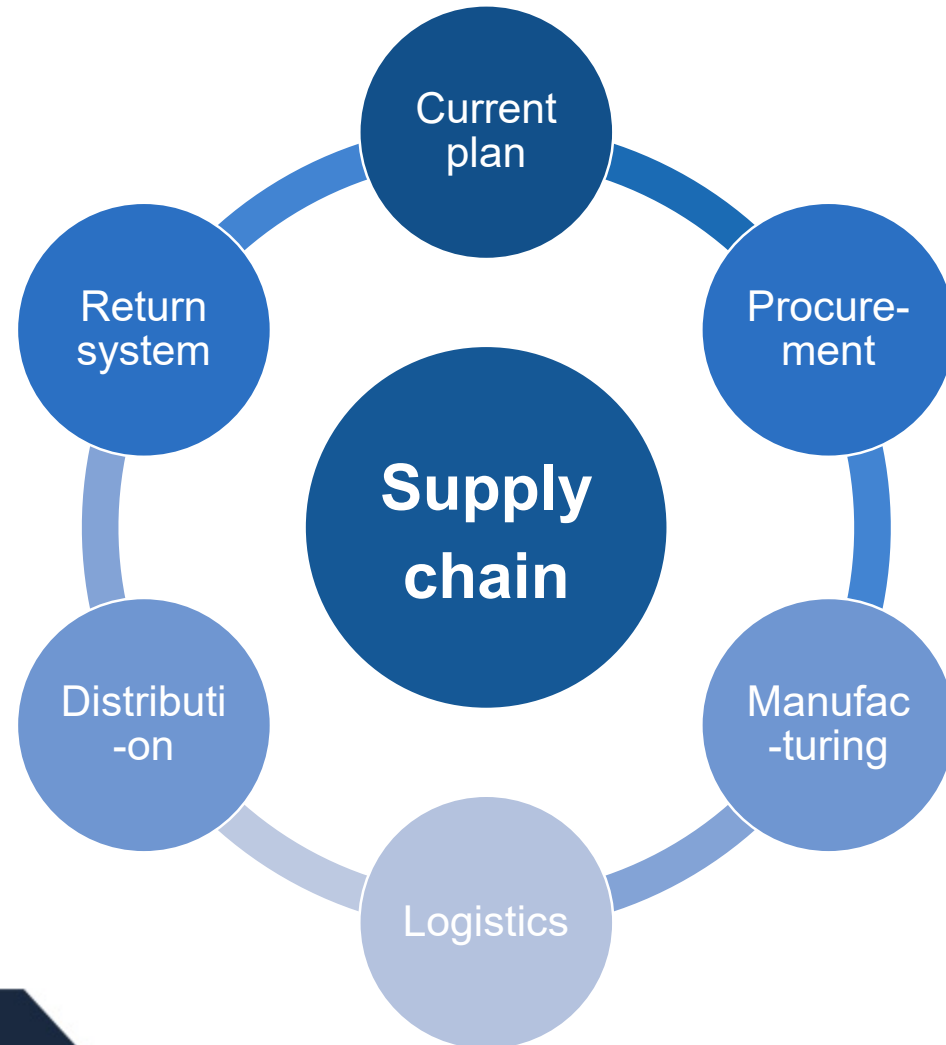 Current
plan
Procure-
ment
Manufac
-turing
Logistics
Distributi
-on
Return
system
Supply
chain